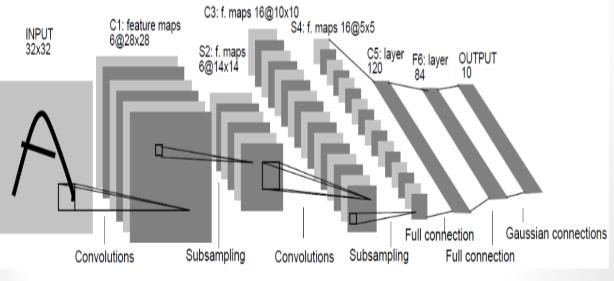 INPUT
32x32
C1: feature maps
6@28x28
S2: f. maps
6@14x14
C3: f. maps 16@10x10
S4: f. maps 16@5x5
C5: layer
120
F6: layer
84
OUTPUT
10
Convolutions
Subsampling
Convolutions
Subsampling
Full connection
Full connection
Gaussian connections
A